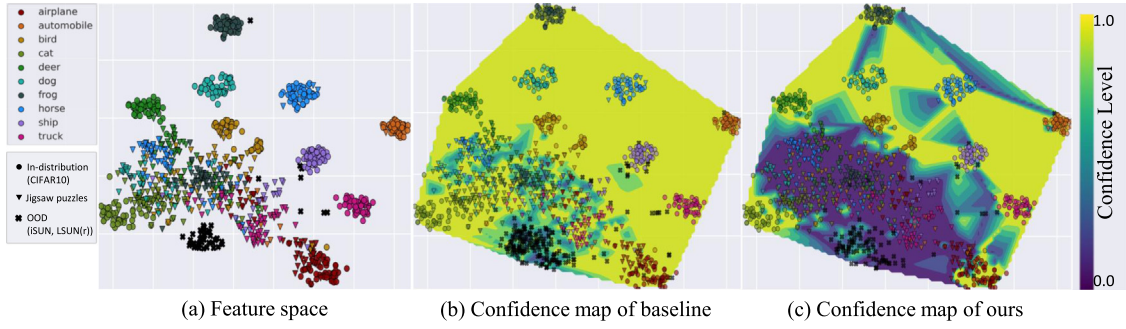 airplane
automobile
bird
cat
deer
dog
frog
horse
ship
truck
In-distribution
(CIFAR10)
Jigsaw puzzles
OOD
(iSUN, LSUN(r))
1.0
Confidence Level
0.0
(a) Feature space
(b) Confidence map of baseline
(c) Confidence map of ours